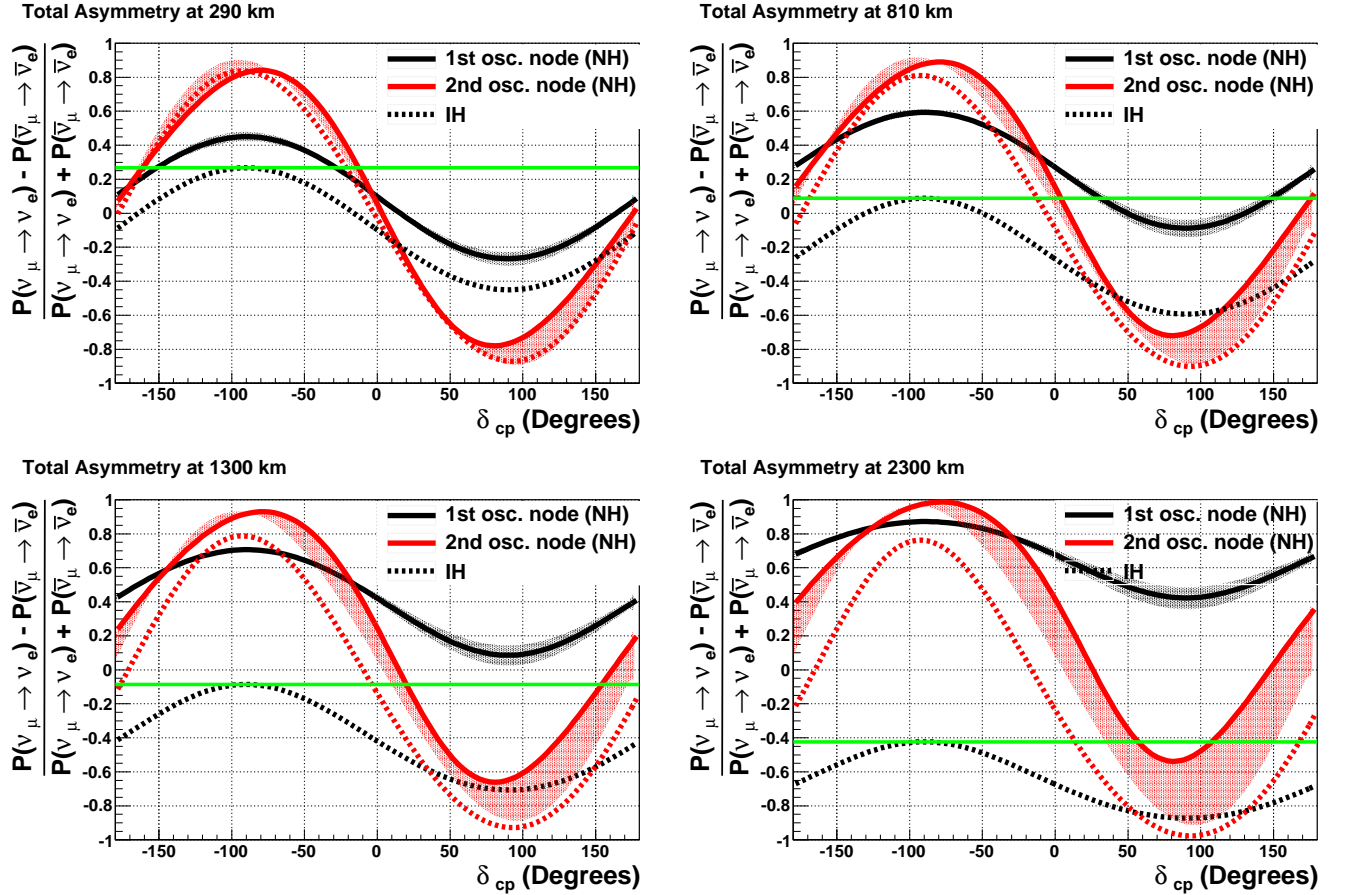 Total Asymmetry at 290 km
P(ν μ → ν e) - P(ν̄ μ → ν̄ e)
P(ν μ → ν e) + P(ν̄ μ → ν̄ e)
1st osc. node (NH)
2nd osc. node (NH)
IH
1
0.8
0.6
0.4
0.2
0
-0.2
-0.4
-0.6
-0.8
-1
-150 -100 -50 0 50 100 150
δ cp (Degrees)
Total Asymmetry at 810 km
P(ν μ → ν e) - P(ν̄ μ → ν̄ e)
P(ν μ → ν e) + P(ν̄ μ → ν̄ e)
1st osc. node (NH)
2nd osc. node (NH)
IH
1
0.8
0.6
0.4
0.2
0
-0.2
-0.4
-0.6
-0.8
-1
-150 -100 -50 0 50 100 150
δ cp (Degrees)
Total Asymmetry at 1300 km
P(ν μ → ν e) - P(ν̄ μ → ν̄ e)
P(ν μ → ν e) + P(ν̄ μ → ν̄ e)
1st osc. node (NH)
2nd osc. node (NH)
IH
1
0.8
0.6
0.4
0.2
0
-0.2
-0.4
-0.6
-0.8
-1
-150 -100 -50 0 50 100 150
δ cp (Degrees)
Total Asymmetry at 2300 km
P(ν μ → ν e) - P(ν̄ μ → ν̄ e)
P(ν μ → ν e) + P(ν̄ μ → ν̄ e)
1st osc. node (NH)
2nd osc. node (NH)
IH
1
0.8
0.6
0.4
0.2
0
-0.2
-0.4
-0.6
-0.8
-1
-150 -100 -50 0 50 100 150
δ cp (Degrees)